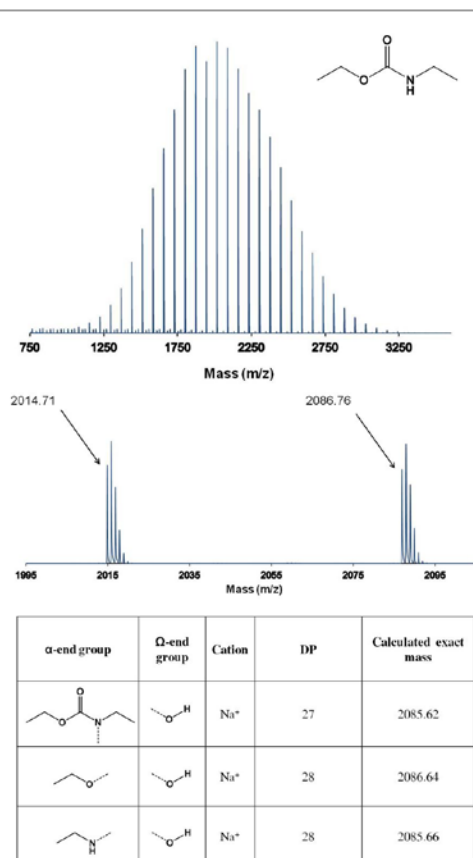 O
O
N
H
750 1250 1750 2250 2750 3250
Mass (m/z)
2014.71
2086.76
1995 2015 2035 2055 2075 2095
Mass (m/z)
α-end group Ω-end group Cation DP Calculated exact mass
O
O N O H Na⁺ 27 2085.62
O O H Na⁺ 28 2086.64
N H O H Na⁺ 28 2085.66